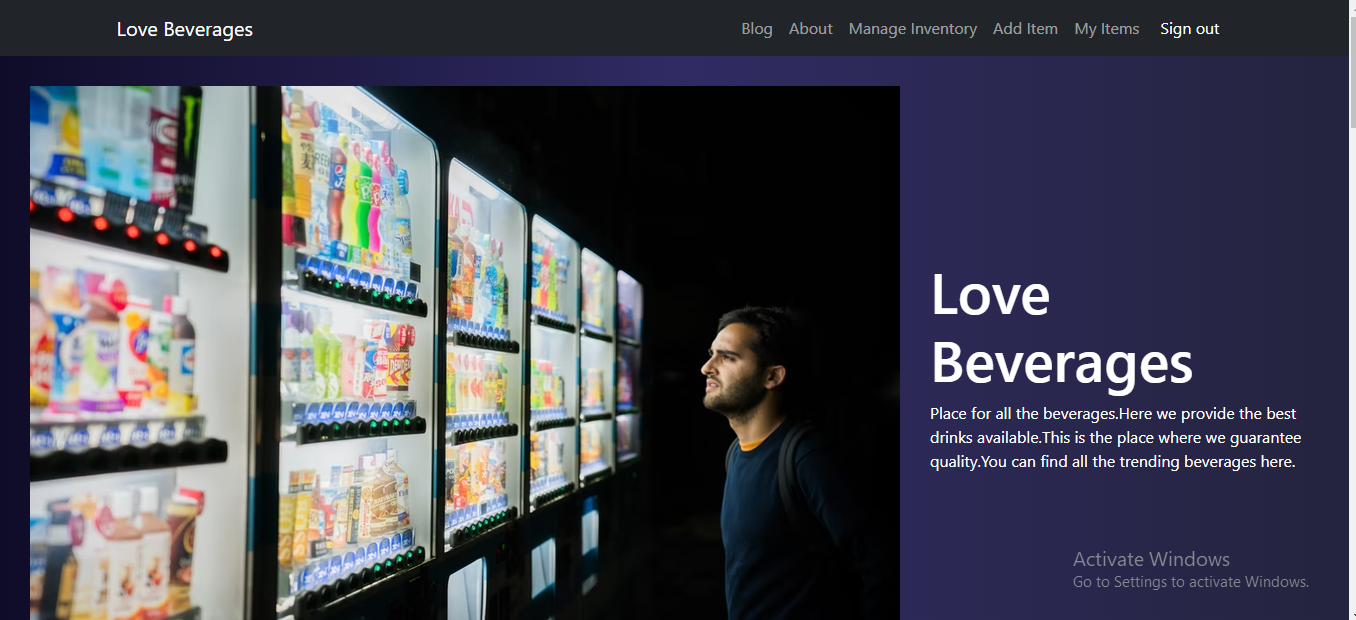 Love Beverages
Blog About Manage Inventory Add Item My Items Sign out
Love
Beverages
Place for all the beverages.Here we provide the best
drinks available.This is the place where we guarantee
quality.You can find all the trending beverages here.
Activate Windows
Go to Settings to activate Windows.